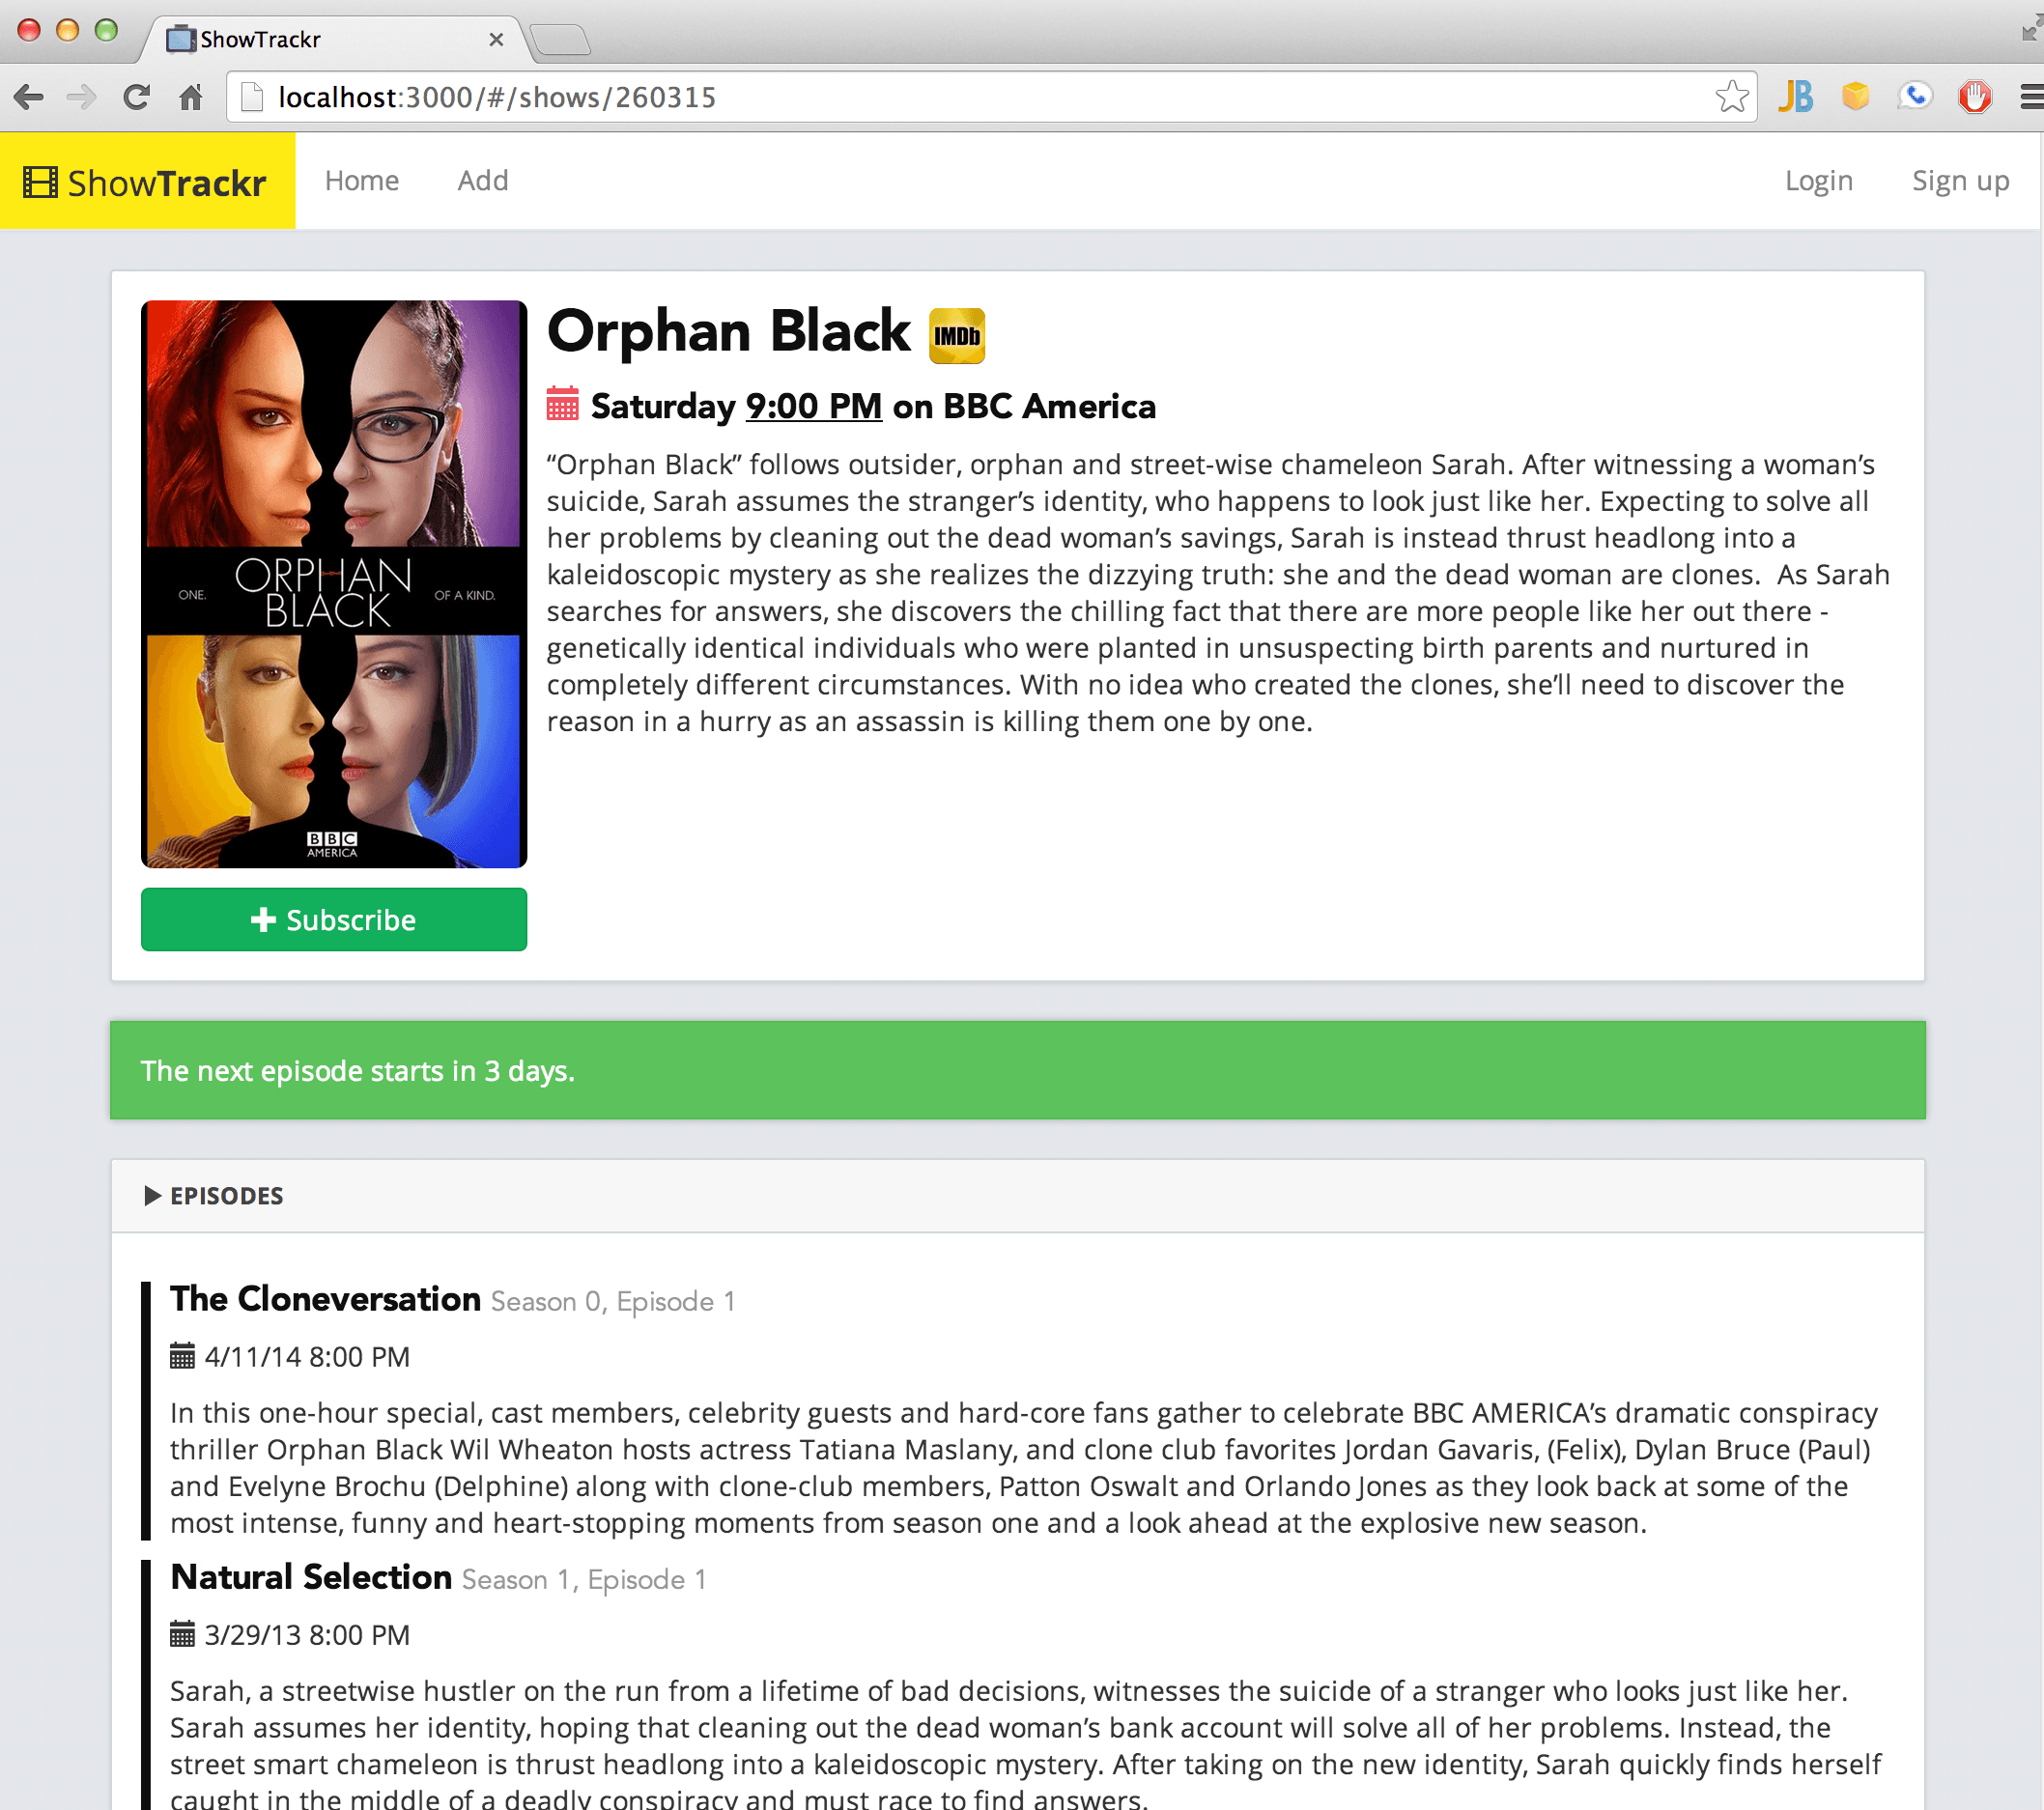 ShowTrackr
localhost:3000/#/shows/260315
JB
ShowTrackr
Home
Add
Login
Sign up
Orphan Black
IMDb
Saturday 9:00 PM on BBC America
“Orphan Black” follows outsider, orphan and street-wise chameleon Sarah. After witnessing a woman’s
suicide, Sarah assumes the stranger’s identity, who happens to look just like her. Expecting to solve all
her problems by cleaning out the dead woman’s savings, Sarah is instead thrust headlong into a
kaleidoscopic mystery as she realizes the dizzying truth: she and the dead woman are clones.  As Sarah
searches for answers, she discovers the chilling fact that there are more people like her out there -
genetically identical individuals who were planted in unsuspecting birth parents and nurtured in
completely different circumstances. With no idea who created the clones, she’ll need to discover the
reason in a hurry as an assassin is killing them one by one.
ONE.
ORPHAN
BLACK
OF A KIND.
BBC
AMERICA
Subscribe
The next episode starts in 3 days.
EPISODES
The Cloneversation Season 0, Episode 1
4/11/14 8:00 PM
In this one-hour special, cast members, celebrity guests and hard-core fans gather to celebrate BBC AMERICA’s dramatic conspiracy
thriller Orphan Black Wil Wheaton hosts actress Tatiana Maslany, and clone club favorites Jordan Gavaris, (Felix), Dylan Bruce (Paul)
and Evelyne Brochu (Delphine) along with clone-club members, Patton Oswalt and Orlando Jones as they look back at some of the
most intense, funny and heart-stopping moments from season one and a look ahead at the explosive new season.
Natural Selection Season 1, Episode 1
3/29/13 8:00 PM
Sarah, a streetwise hustler on the run from a lifetime of bad decisions, witnesses the suicide of a stranger who looks just like her.
Sarah assumes her identity, hoping that cleaning out the dead woman’s bank account will solve all of her problems. Instead, the
street smart chameleon is thrust headlong into a kaleidoscopic mystery. After taking on the new identity, Sarah quickly finds herself
caught in the middle of a deadly conspiracy and must race to find answers.